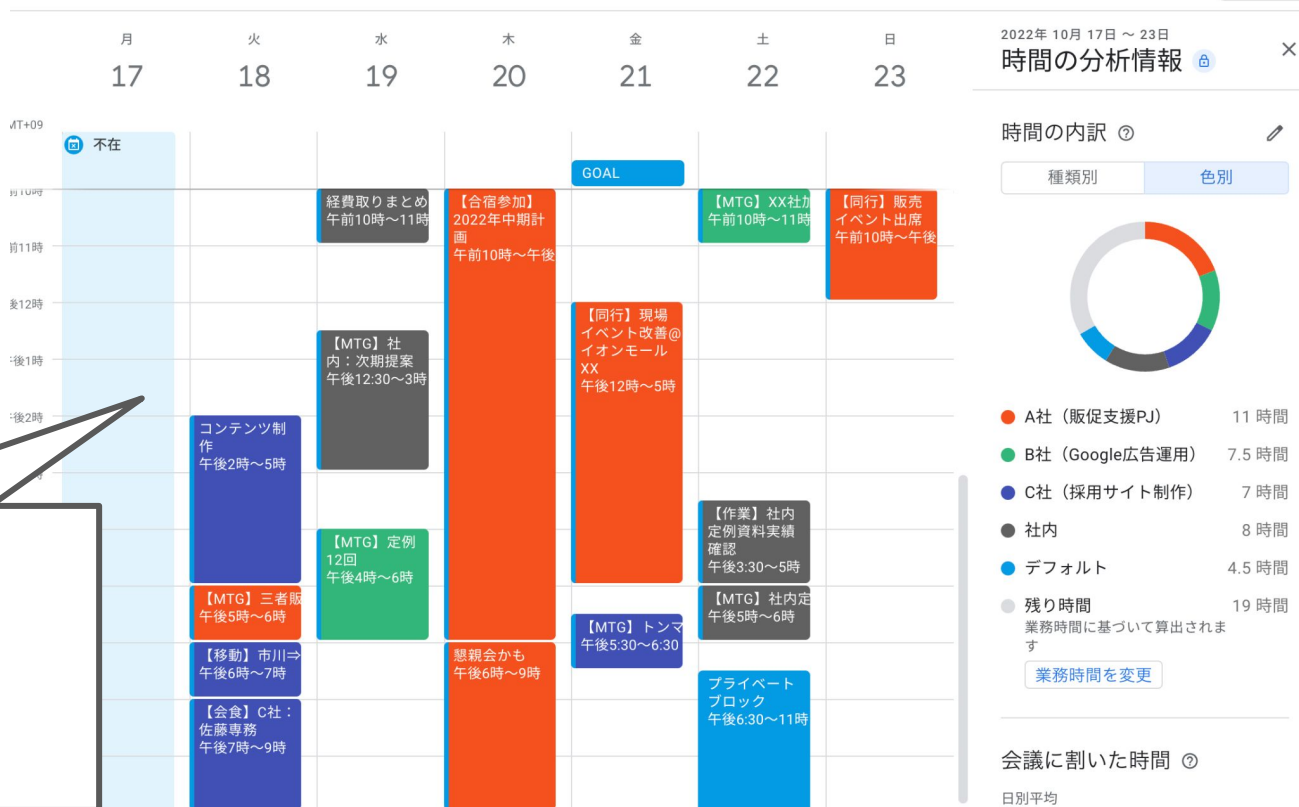 月
火
水
木
金
土
日
17
18
19
20
21
22
23
MT+09
不在
GOAL
前10時
前11時
後12時
後1時
後2時
コンテンツ制
作
午後2時～5時
【MTG】三者販
午後5時～6時
【移動】市川⇒
午後6時～7時
【会食】C社：
佐藤専務
午後7時～9時
経費取りまとめ
午前10時～11時
【MTG】社
内：次期提案
午後12:30～3時
【MTG】定例
12回
午後4時～6時
【合宿参加】
2022年中期計
画
午前10時～午後
懇親会かも
午後6時～9時
【同行】現場
イベント改善@
イオンモール
XX
午後12時～5時
【MTG】トンマ
午後5:30～6:30
【MTG】XX社加
午前10時～11時
【作業】社内
定例資料実績
確認
午後3:30～5時
【MTG】社内定
午後5時～6時
プライベート
ブロック
午後6:30～11時
【同行】販売
イベント出席
午前10時～午後
2022年 10月 17日 ～ 23日
時間の分析情報
時間の内訳
種類別
色別
A社（販促支援PJ） 11 時間
B社（Google広告運用） 7.5 時間
C社（採用サイト制作） 7 時間
社内 8 時間
デフォルト 4.5 時間
残り時間 19 時間
業務時間に基づいて算出されま
す
業務時間を変更
会議に割いた時間
日別平均